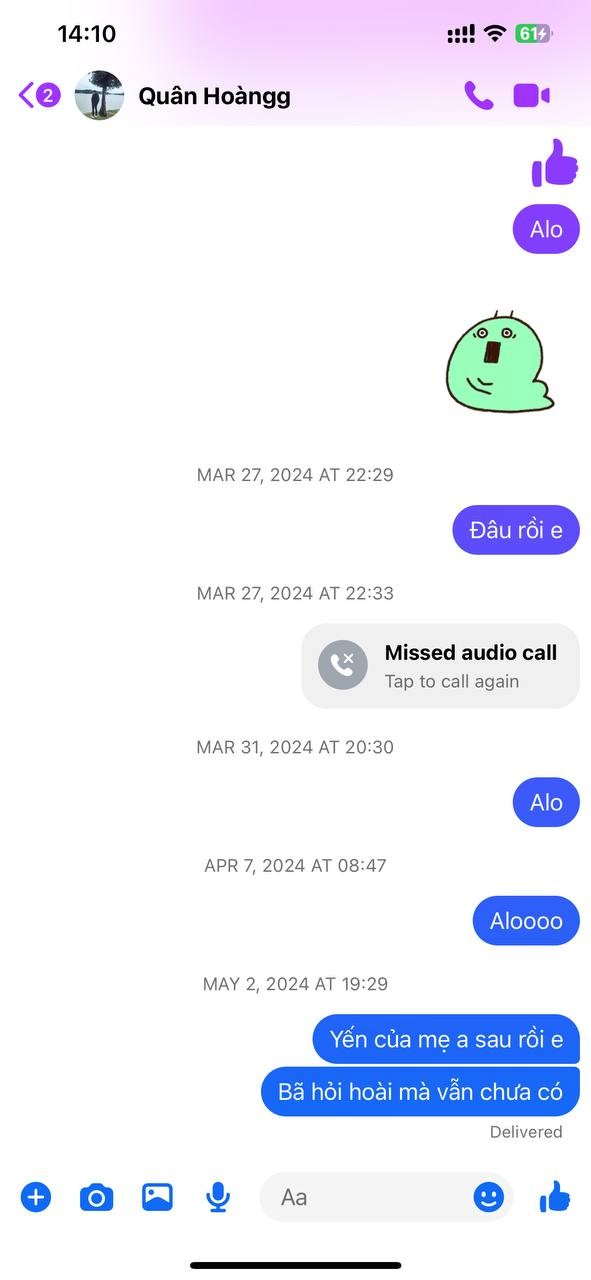 14:10
61
2
Quân Hoàngg
Alo
MAR 27, 2024 AT 22:29
Đâu rồi e
MAR 27, 2024 AT 22:33
Missed audio call
Tap to call again
MAR 31, 2024 AT 20:30
Alo
APR 7, 2024 AT 08:47
Aloooo
MAY 2, 2024 AT 19:29
Yến của mẹ a sau rồi e
Bã hỏi hoài mà vẫn chưa có
Delivered
Aa